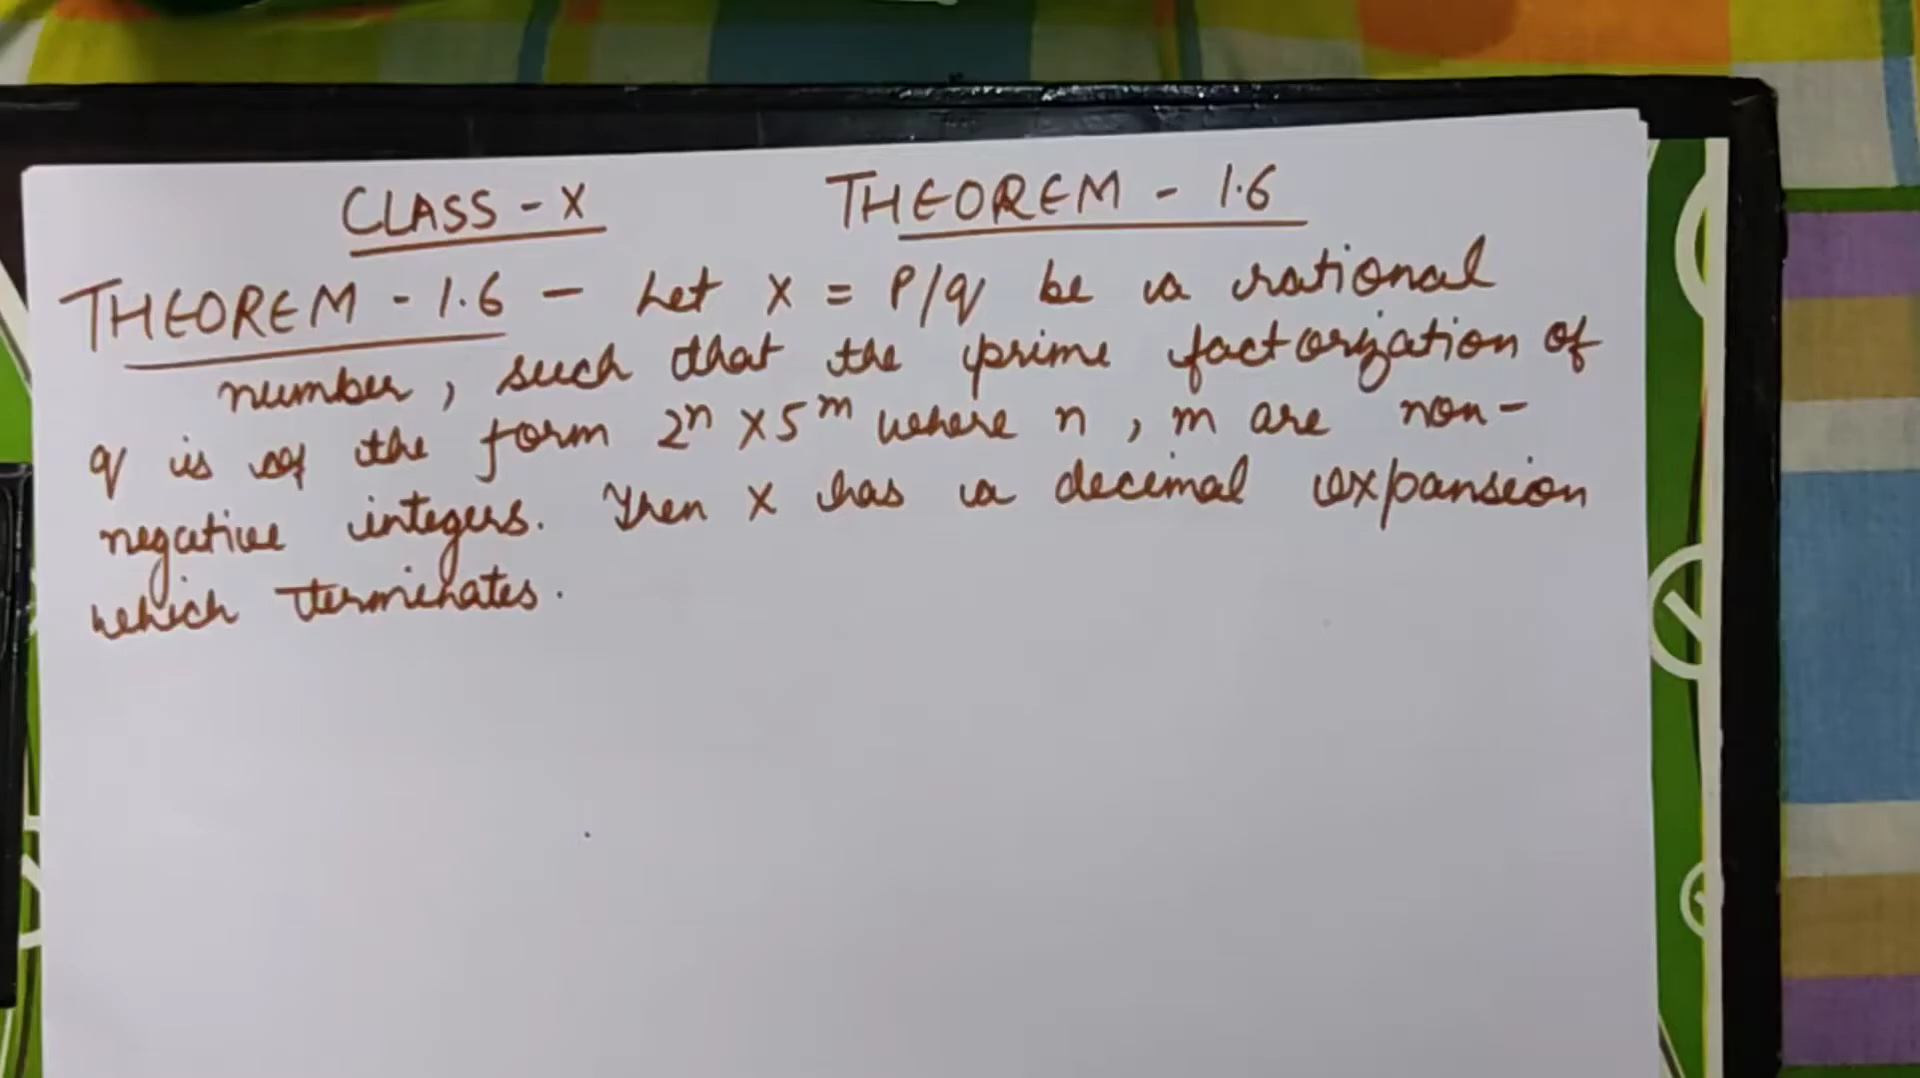 CLASS - X THEOREM - 1.6
THEOREM - 1.6 - Let x = P/q be a rational
number, such that the prime factorization of
q is of the form 2ⁿ × 5ᵐ where n, m are non-
negative integers. Then x has a decimal expansion
which terminates.